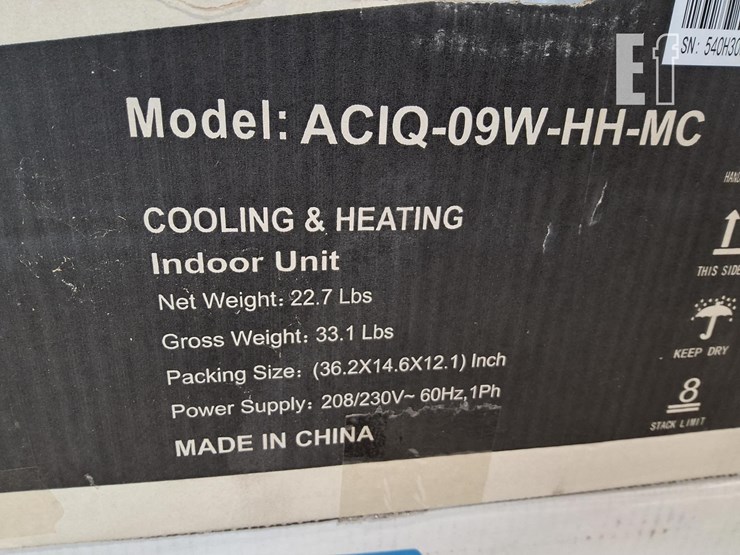 Ef
SN: 540H30
Model: ACIQ-09W-HH-MC
COOLING & HEATING
Indoor Unit
Net Weight: 22.7 Lbs
Gross Weight: 33.1 Lbs
Packing Size: (36.2X14.6X12.1) Inch
Power Supply: 208/230V~ 60Hz,1Ph
MADE IN CHINA
THIS SIDE
KEEP DRY
8
STACK LIMIT